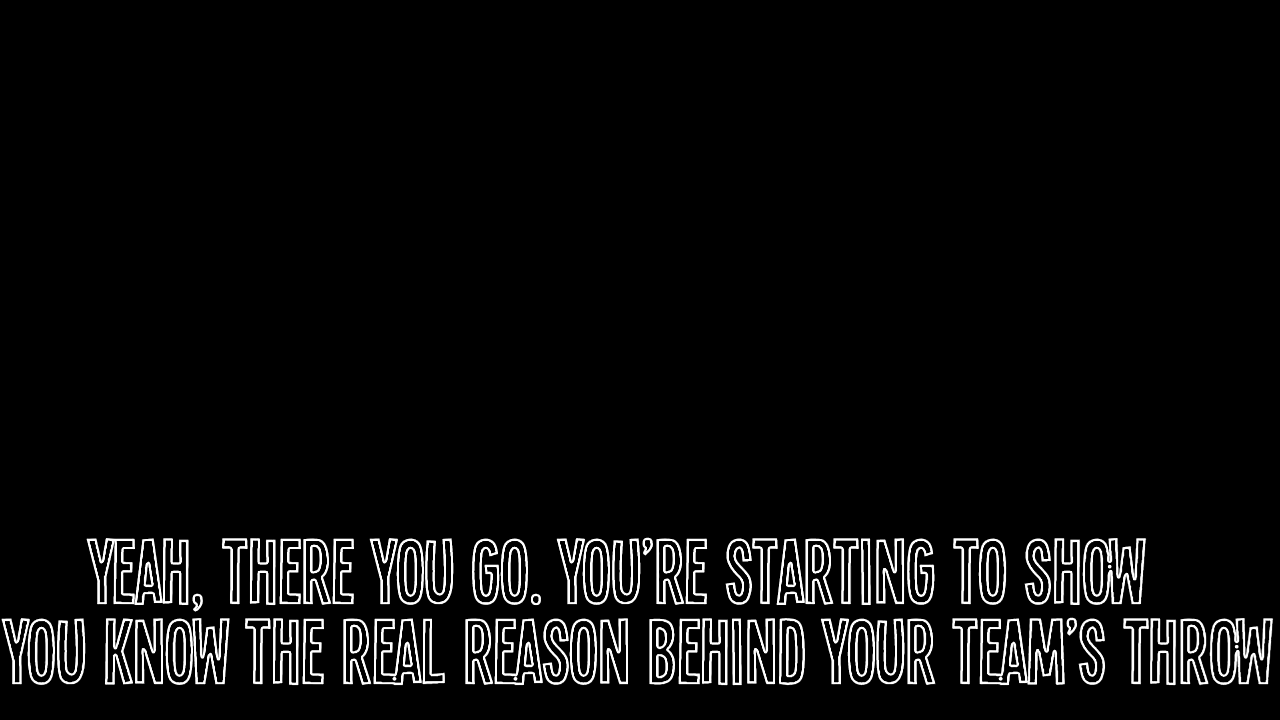 YEAH, THERE YOU GO. YOU'RE STARTING TO SHOW
YOU KNOW THE REAL REASON BEHIND YOUR TEAM'S THROW